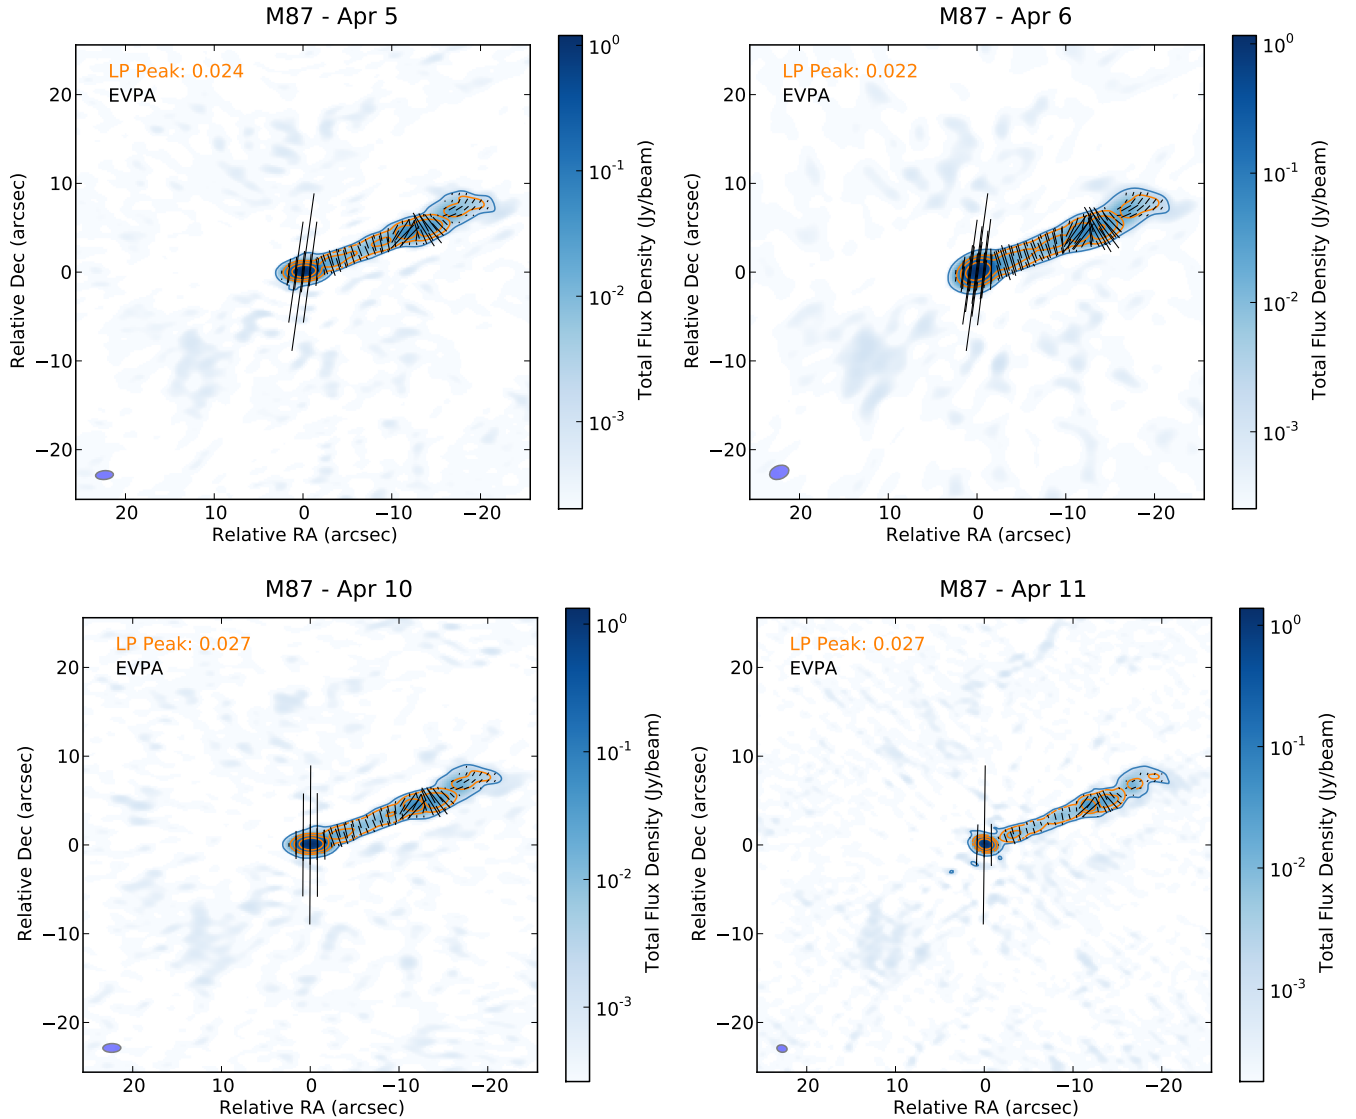 M87 - Apr 5
LP Peak: 0.024
EVPA
20
10
0
−10
−20
Relative Dec (arcsec)
20 10 0 −10 −20
Relative RA (arcsec)
10^0
10^-1
10^-2
10^-3
Total Flux Density (Jy/beam)
M87 - Apr 6
LP Peak: 0.022
EVPA
20
10
0
−10
−20
Relative Dec (arcsec)
20 10 0 −10 −20
Relative RA (arcsec)
10^0
10^-1
10^-2
10^-3
Total Flux Density (Jy/beam)
M87 - Apr 10
LP Peak: 0.027
EVPA
20
10
0
−10
−20
Relative Dec (arcsec)
20 10 0 −10 −20
Relative RA (arcsec)
10^0
10^-1
10^-2
10^-3
Total Flux Density (Jy/beam)
M87 - Apr 11
LP Peak: 0.027
EVPA
20
10
0
−10
−20
Relative Dec (arcsec)
20 10 0 −10 −20
Relative RA (arcsec)
10^0
10^-1
10^-2
10^-3
Total Flux Density (Jy/beam)